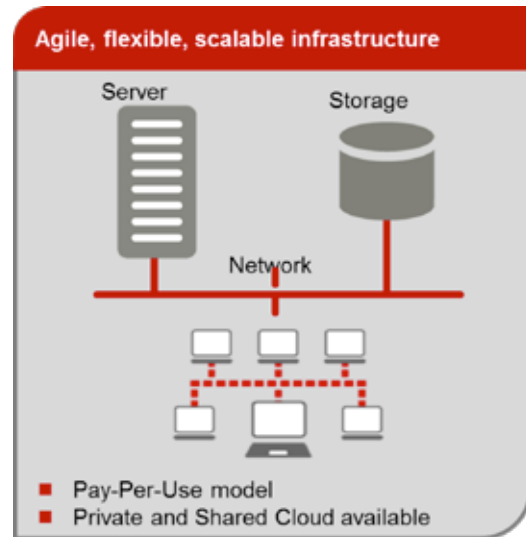 Agile, flexible, scalable infrastructure
Server
Storage
Network
Pay-Per-Use model
Private and Shared Cloud available